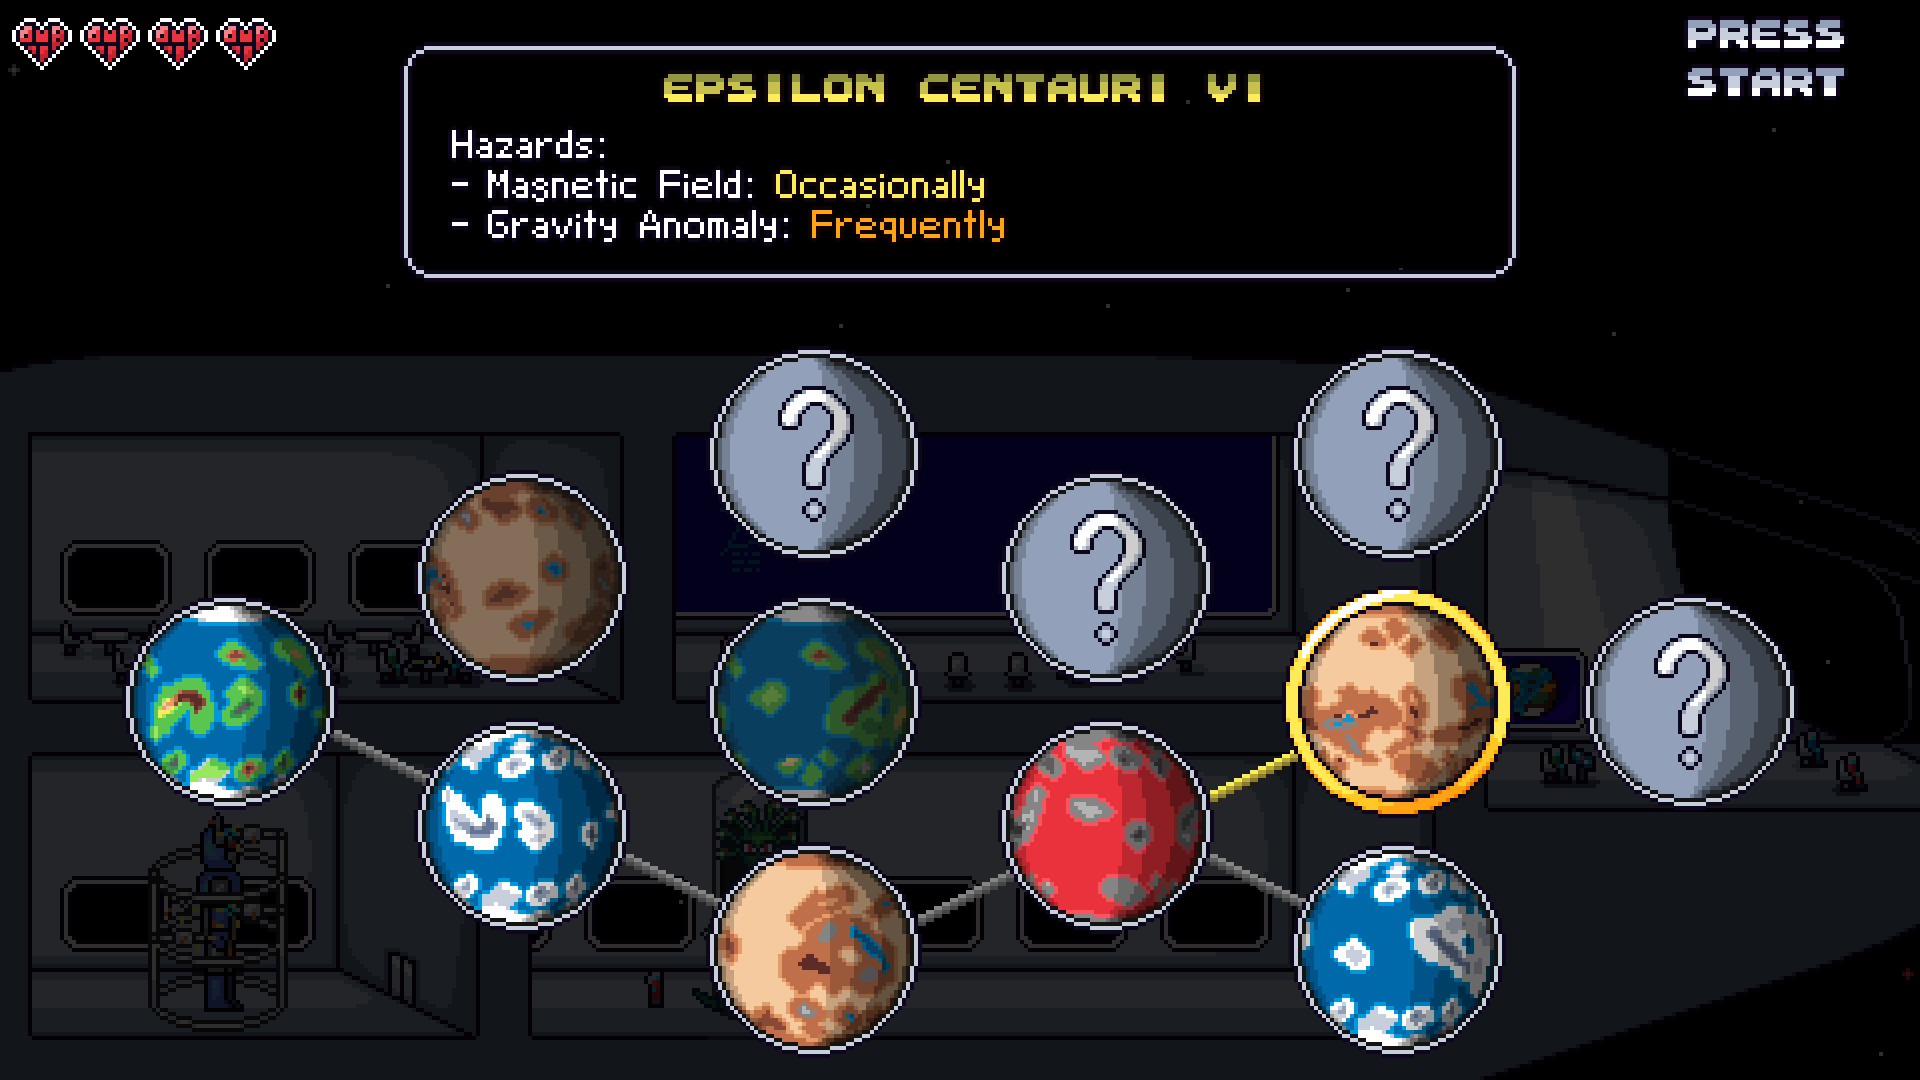 PRESS
START
EPSILON CENTAURI VI
Hazards:
- Magnetic Field: Occasionally
- Gravity Anomaly: Frequently
?
?
?
?